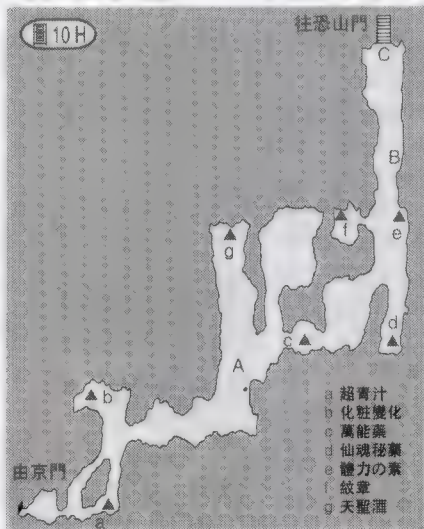 圖10H
往恐山門
C
B
f
e
g
c
d
A
b
由京門
a
a 超青汁
b 化粧變化
c 萬能藥
d 仙魂秘藥
e 體力の素
f 紋章
g 天聖酒